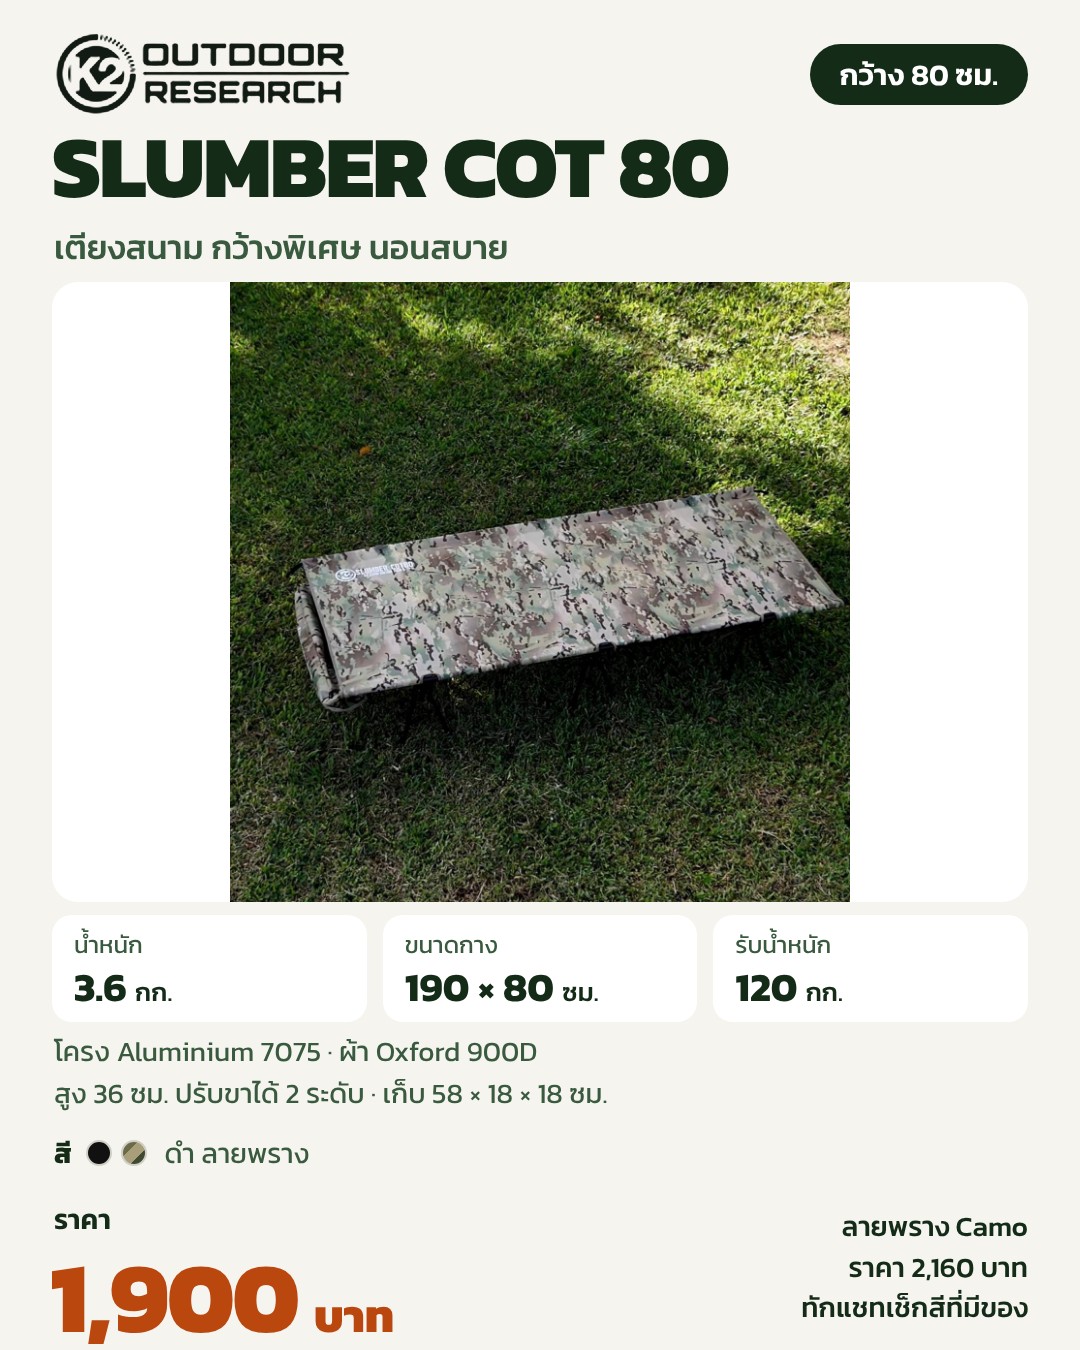 K2 OUTDOOR
RESEARCH
กว้าง 80 ซม.
SLUMBER COT 80
เตียงสนาม กว้างพิเศษ นอนสบาย
น้ำหนัก
3.6 กก.
ขนาดกาง
190 × 80 ซม.
รับน้ำหนัก
120 กก.
โครง Aluminium 7075 · ผ้า Oxford 900D
สูง 36 ซม. ปรับขาได้ 2 ระดับ · เก็บ 58 × 18 × 18 ซม.
สี ดำ ลายพราง
ราคา
1,900 บาท
ลายพราง Camo
ราคา 2,160 บาท
ทักแชทเช็กสีที่มีของ